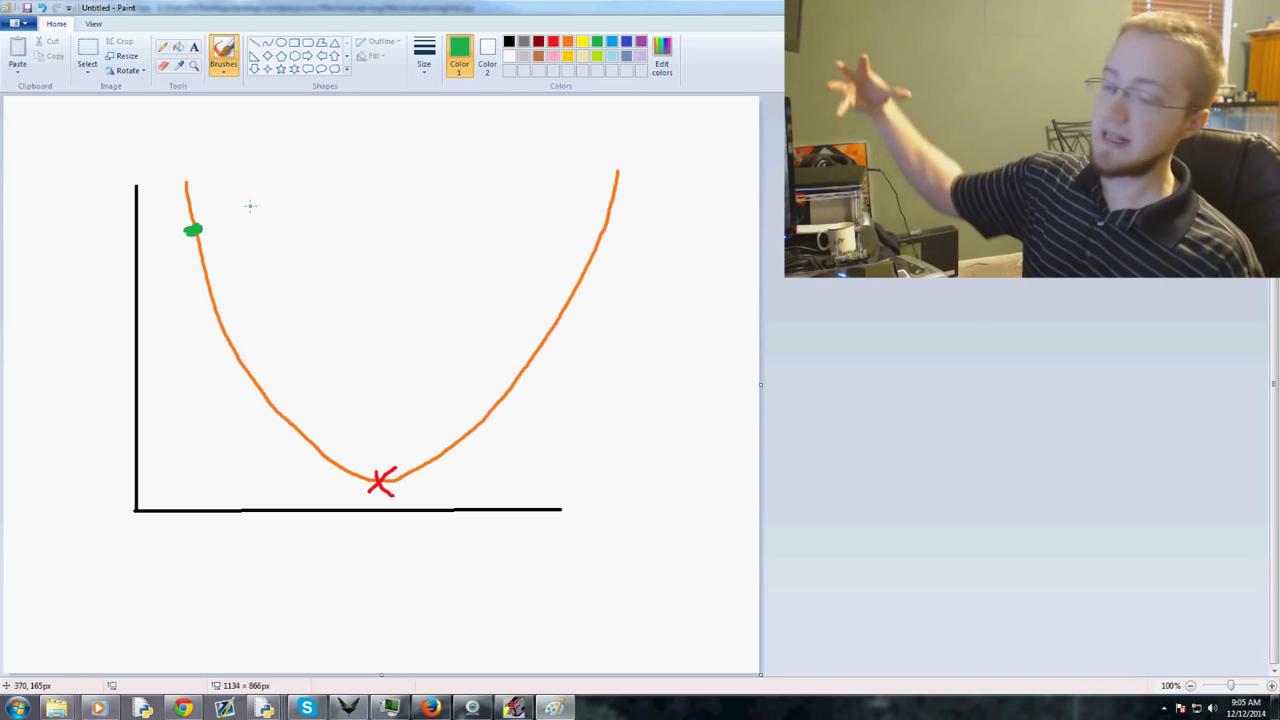 Untitled - Paint
Home View
Paste
Cut
Copy
Clipboard
Select
Crop
Resize
Rotate
Image
A
Tools
Brushes
Outline
Fill
Shapes
Size
Color 1
Color 2
Edit colors
Colors
370, 165px
1134 × 866px
100%
9:05 AM
12/12/2014